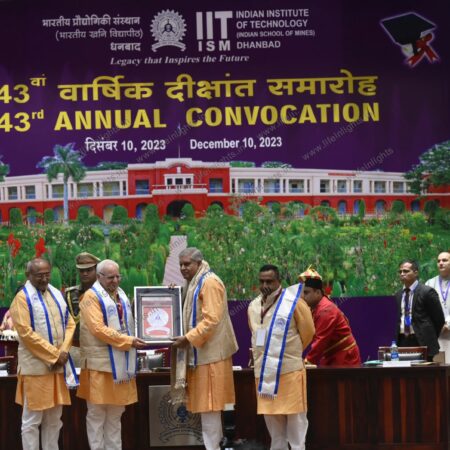 भारतीय प्रौद्योगिकी संस्थान
(भारतीय खनि विद्यापीठ)
धनबाद
IIT
ISM
INDIAN INSTITUTE
OF TECHNOLOGY
(INDIAN SCHOOL OF MINES)
DHANBAD
Legacy that Inspires the Future
43वां वार्षिक दीक्षांत समारोह
43rd ANNUAL CONVOCATION
दिसंबर 10, 2023 December 10, 2023